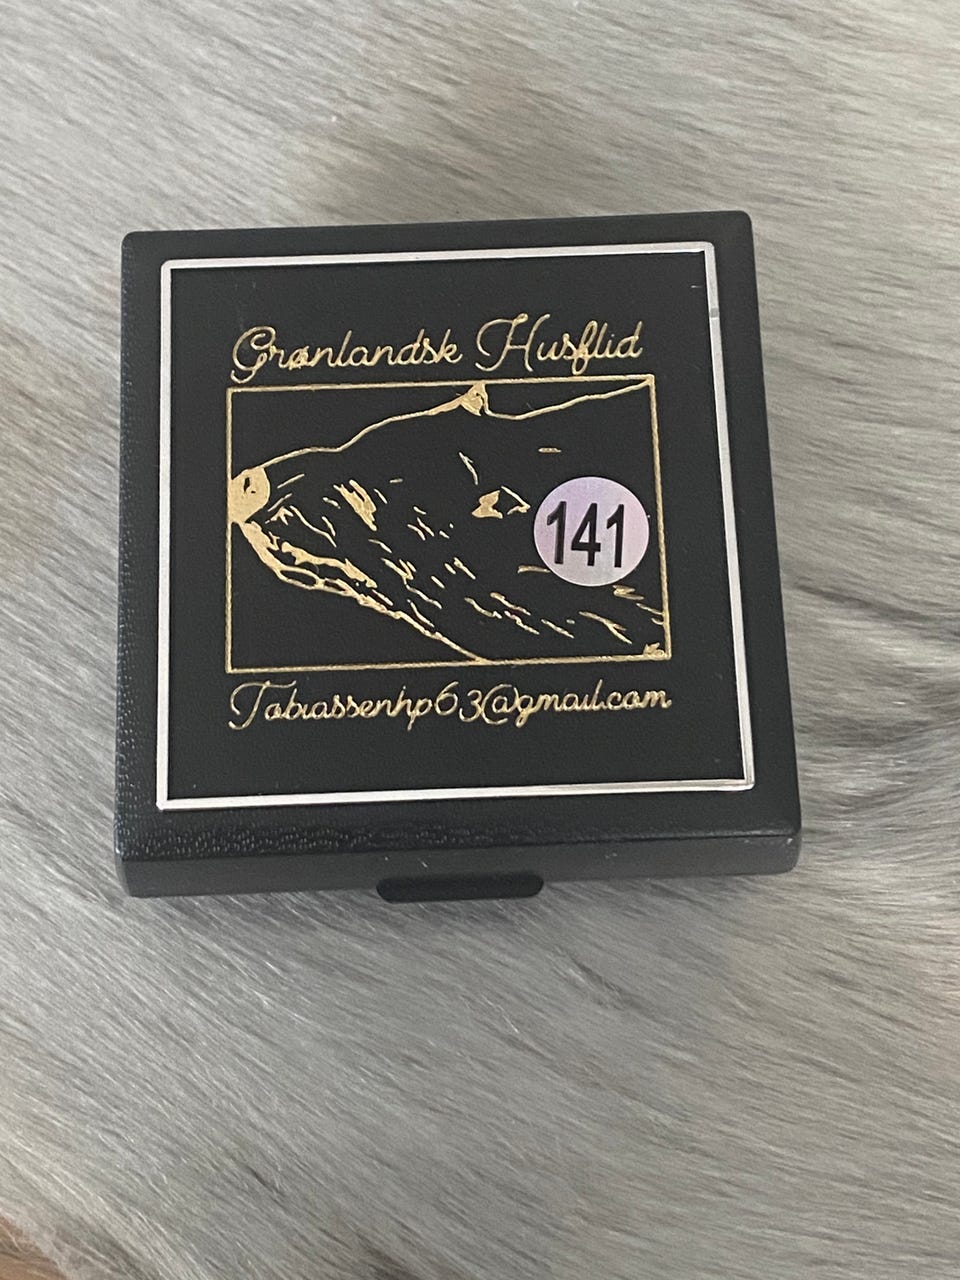 Grønlandsk Husflid
141
Tobiassenhp63@gmail.com